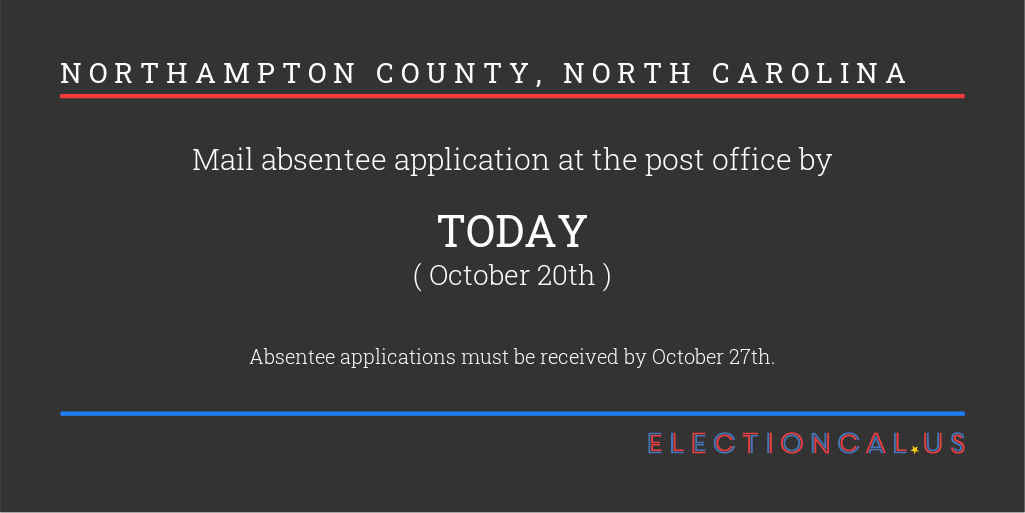 NORTHAMPTON COUNTY, NORTH CAROLINA
Mail absentee application at the post office by
TODAY
( October 20th )
Absentee applications must be received by October 27th.
ELECTIONCAL.US